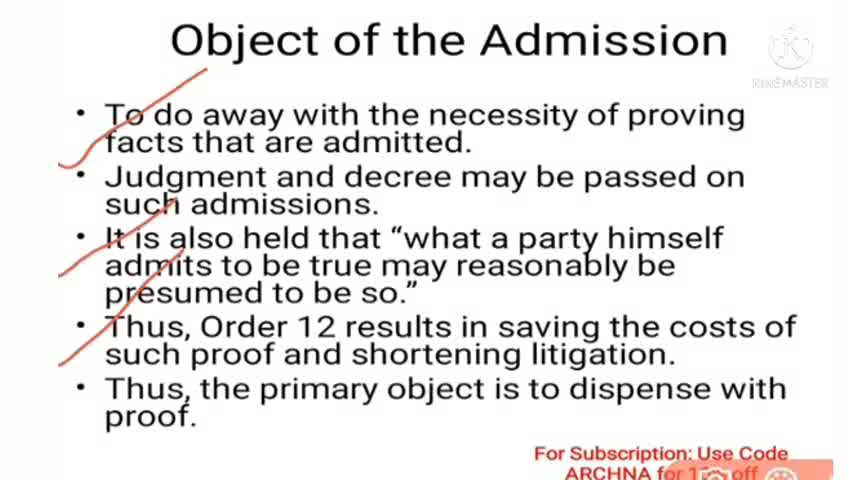 Object of the Admission
KINEMASTER
• To do away with the necessity of proving
facts that are admitted.
• Judgment and decree may be passed on
such admissions.
• It is also held that “what a party himself
admits to be true may reasonably be
presumed to be so.”
• Thus, Order 12 results in saving the costs of
such proof and shortening litigation.
• Thus, the primary object is to dispense with
proof.
For Subscription: Use Code
ARCHNA for off